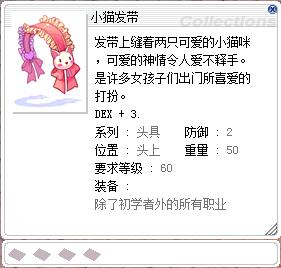 小猫发带
Collections
发带上缝着两只可爱的小猫咪
，可爱的神情令人爱不释手。
是许多女孩子们出门所喜爱的
打扮。
DEX + 3.
系列 : 头具 防御 : 2
位置 : 头上 重量 : 50
要求等级 : 60
装备 :
除了初学者外的所有职业